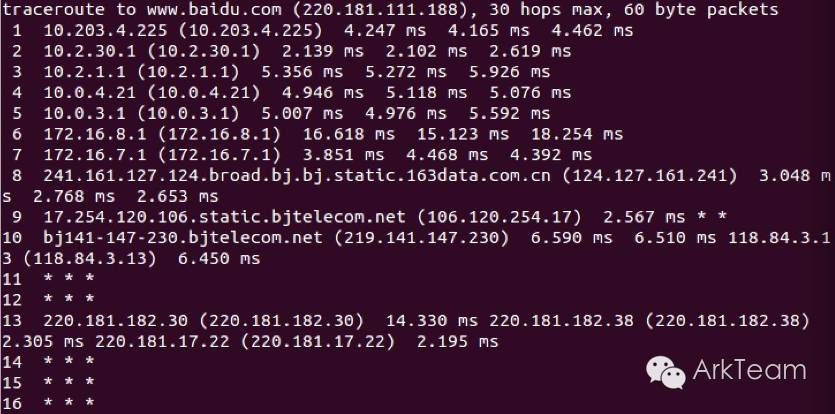 traceroute to www.baidu.com (220.181.111.188), 30 hops max, 60 byte packets
1 10.203.4.225 (10.203.4.225) 4.247 ms 4.165 ms 4.462 ms
2 10.2.30.1 (10.2.30.1) 2.139 ms 2.102 ms 2.619 ms
3 10.2.1.1 (10.2.1.1) 5.356 ms 5.272 ms 5.926 ms
4 10.0.4.21 (10.0.4.21) 4.946 ms 5.118 ms 5.076 ms
5 10.0.3.1 (10.0.3.1) 5.007 ms 4.976 ms 5.592 ms
6 172.16.8.1 (172.16.8.1) 16.618 ms 15.123 ms 18.254 ms
7 172.16.7.1 (172.16.7.1) 3.851 ms 4.468 ms 4.392 ms
8 241.161.127.124.broad.bj.bj.static.163data.com.cn (124.127.161.241) 3.048 m
s 2.768 ms 2.653 ms
9 17.254.120.106.static.bjtelecom.net (106.120.254.17) 2.567 ms * *
10 bj141-147-230.bjtelecom.net (219.141.147.230) 6.590 ms 6.510 ms 118.84.3.1
3 (118.84.3.13) 6.450 ms
11 * * *
12 * * *
13 220.181.182.30 (220.181.182.30) 14.330 ms 220.181.182.38 (220.181.182.38)
2.305 ms 220.181.17.22 (220.181.17.22) 2.195 ms
14 * * *
15 * * *
16 * * *
ArkTeam